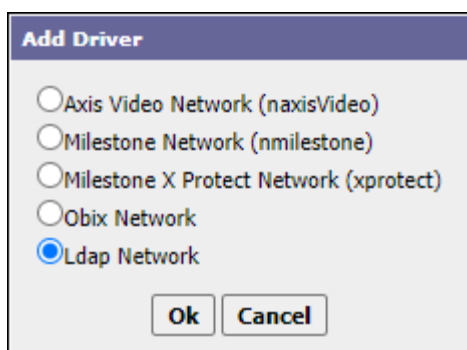 Add Driver
Axis Video Network (naxisVideo)
Milestone Network (nmilestone)
Milestone X Protect Network (xprotect)
Obix Network
Ldap Network
Ok Cancel